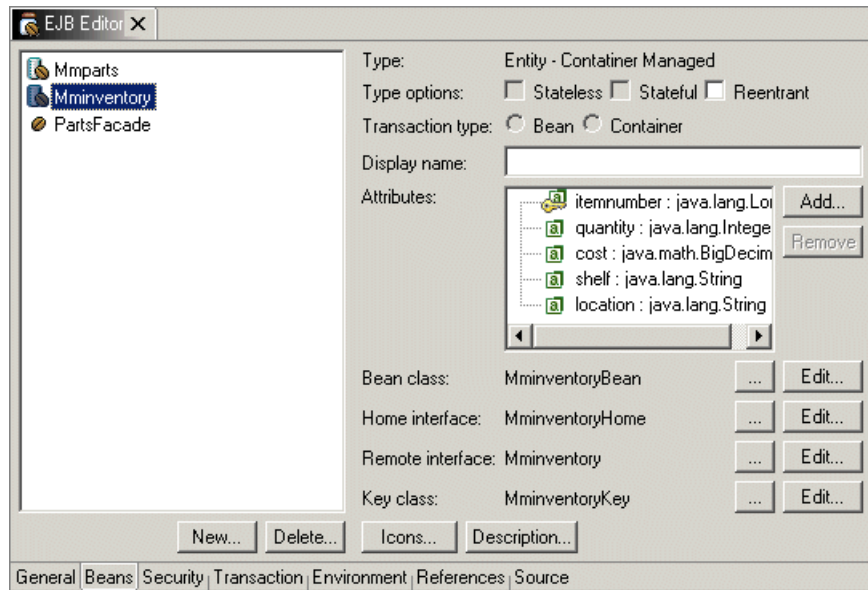 EJB Editor
Mmparts
Mminventory
PartsFacade
Type: Entity - Contatiner Managed
Type options: Stateless Stateful Reentrant
Transaction type: Bean Container
Display name:
Attributes:
itemnumber : java.lang.Lon
quantity : java.lang.Intege
cost : java.math.BigDecim
shelf : java.lang.String
location : java.lang.String
Add...
Remove
Bean class: MminventoryBean ... Edit...
Home interface: MminventoryHome ... Edit...
Remote interface: Mminventory ... Edit...
Key class: MminventoryKey ... Edit...
New... Delete... Icons... Description...
General Beans Security Transaction Environment References Source